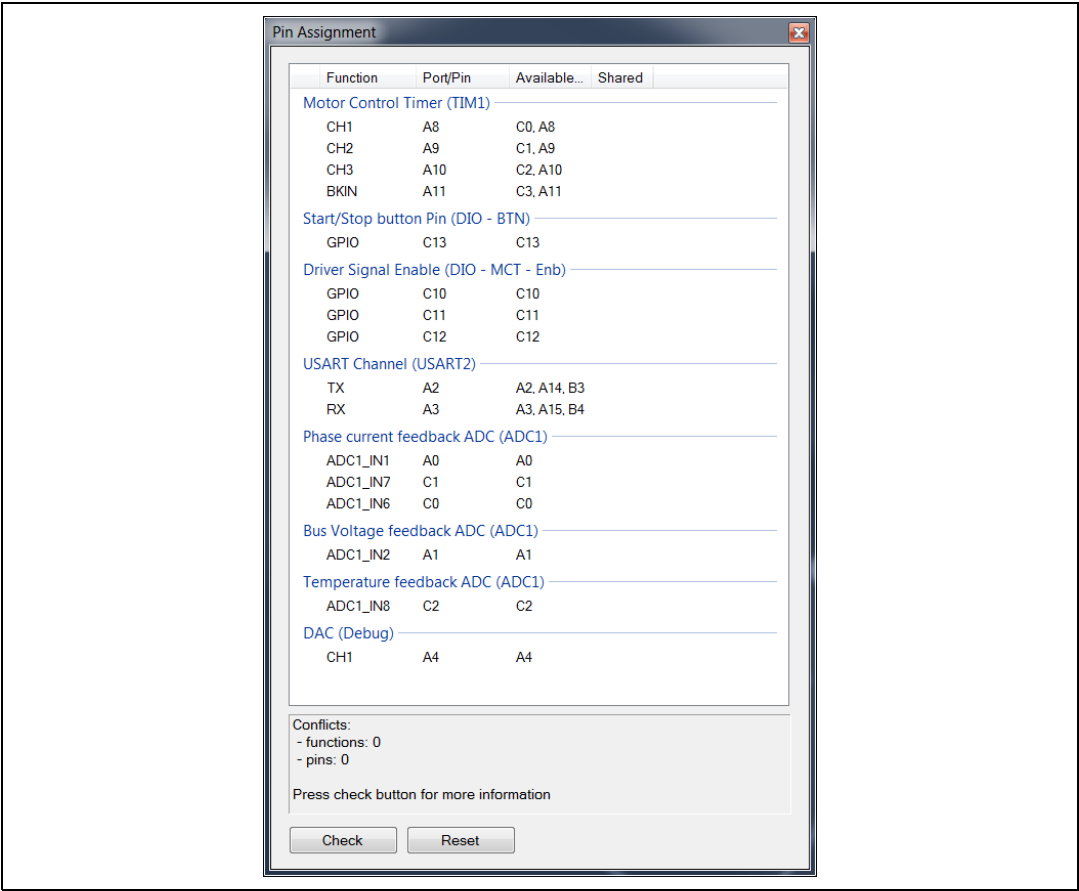 Pin Assignment
Function Port/Pin Available... Shared
Motor Control Timer (TIM1)
CH1 A8 C0, A8
CH2 A9 C1, A9
CH3 A10 C2, A10
BKIN A11 C3, A11
Start/Stop button Pin (DIO - BTN)
GPIO C13 C13
Driver Signal Enable (DIO - MCT - Enb)
GPIO C10 C10
GPIO C11 C11
GPIO C12 C12
USART Channel (USART2)
TX A2 A2, A14, B3
RX A3 A3, A15, B4
Phase current feedback ADC (ADC1)
ADC1_IN1 A0 A0
ADC1_IN7 C1 C1
ADC1_IN6 C0 C0
Bus Voltage feedback ADC (ADC1)
ADC1_IN2 A1 A1
Temperature feedback ADC (ADC1)
ADC1_IN8 C2 C2
DAC (Debug)
CH1 A4 A4
Conflicts:
- functions: 0
- pins: 0
Press check button for more information
Check Reset